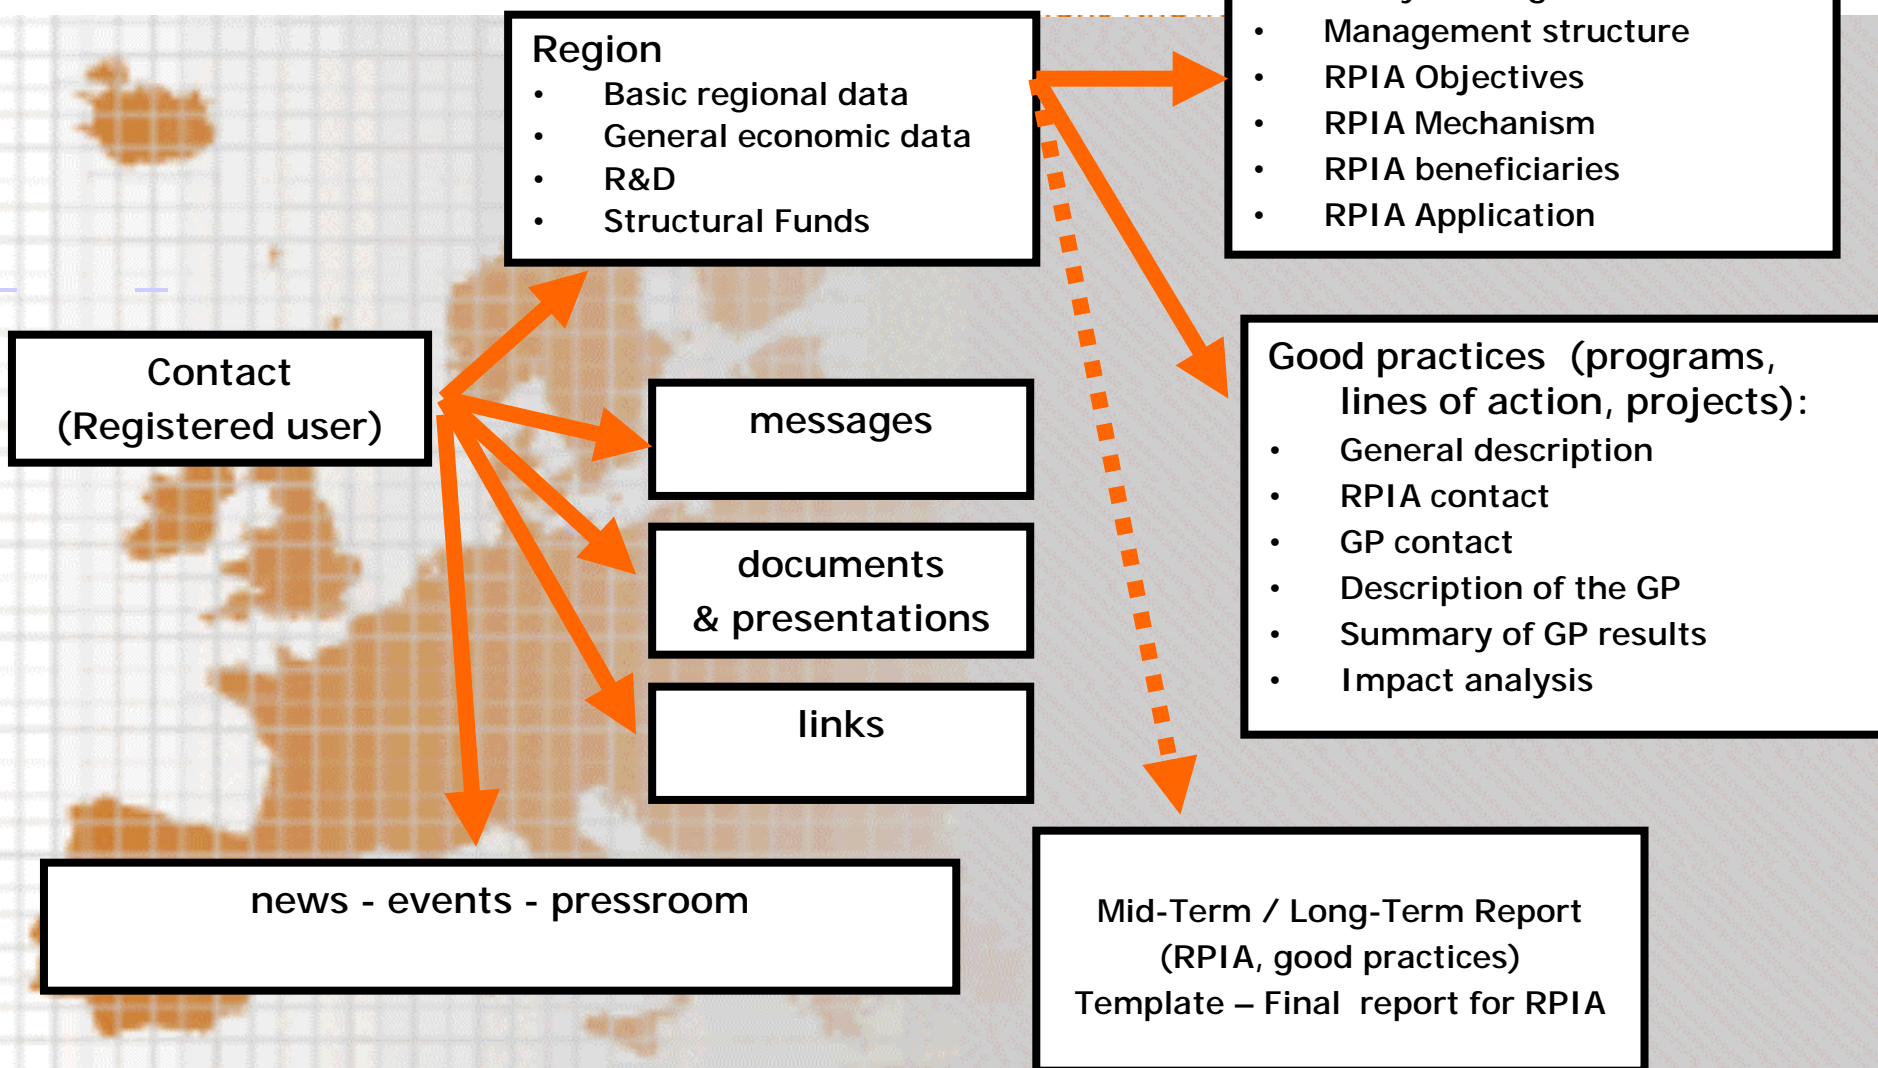 Region
• Basic regional data
• General economic data
• R&D
• Structural Funds
• Management structure
• RPIA Objectives
• RPIA Mechanism
• RPIA beneficiaries
• RPIA Application
Contact
(Registered user)
messages
documents
& presentations
links
news - events - pressroom
Good practices (programs,
lines of action, projects):
• General description
• RPIA contact
• GP contact
• Description of the GP
• Summary of GP results
• Impact analysis
Mid-Term / Long-Term Report
(RPIA, good practices)
Template – Final report for RPIA